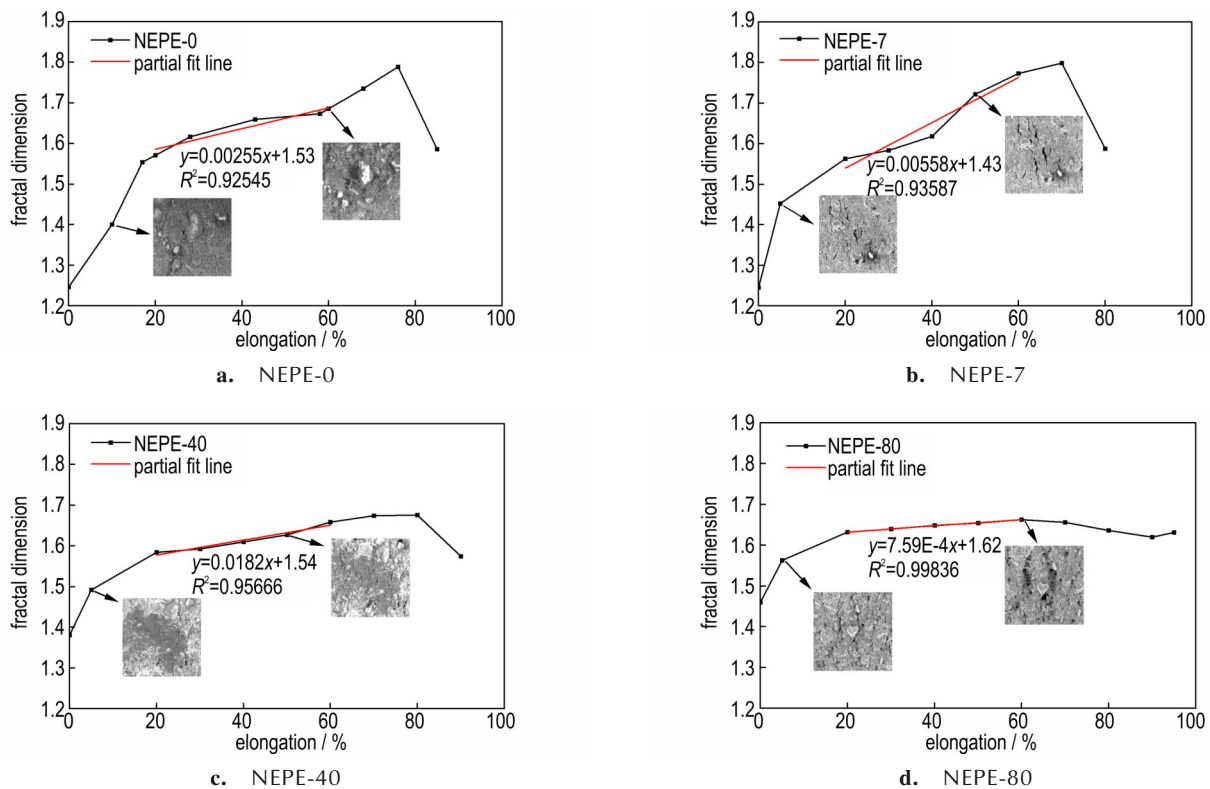 1.9
1.8
1.7
1.6
1.5
1.4
1.3
1.2
fractal dimension
NEPE-0
partial fit line
y=0.00255x+1.53
R²=0.92545
0 20 40 60 80 100
elongation / %
a. NEPE-0
1.9
1.8
1.7
1.6
1.5
1.4
1.3
1.2
fractal dimension
NEPE-7
partial fit line
y=0.00558x+1.43
R²=0.93587
0 20 40 60 80 100
elongation / %
b. NEPE-7
1.9
1.8
1.7
1.6
1.5
1.4
1.3
1.2
fractal dimension
NEPE-40
partial fit line
y=0.0182x+1.54
R²=0.95666
0 20 40 60 80 100
elongation / %
c. NEPE-40
1.9
1.8
1.7
1.6
1.5
1.4
1.3
1.2
fractal dimension
NEPE-80
partial fit line
y=7.59E-4x+1.62
R²=0.99836
0 20 40 60 80 100
elongation / %
d. NEPE-80